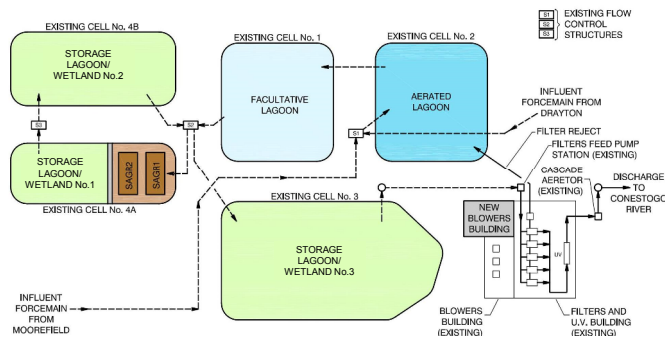 EXISTING CELL No. 4B
STORAGE
LAGOON/
WETLAND No.2
EXISTING CELL No. 1
FACULTATIVE
LAGOON
EXISTING CELL No. 2
AERATED
LAGOON
S1
S2
S3
EXISTING FLOW
CONTROL
STRUCTURES
INFLUENT
FORCEMAIN FROM
DRAYTON
FILTER REJECT
FILTERS FEED PUMP
STATION (EXISTING)
CASCADE
AERETOR
(EXISTING)
DISCHARGE
TO
CONESTOGO
RIVER
S3
S2
S1
STORAGE
LAGOON/
WETLAND No.1
SAGR2
SAGR1
EXISTING CELL No. 4A
EXISTING CELL No. 3
STORAGE
LAGOON/
WETLAND No.3
NEW
BLOWERS
BUILDING
UV
INFLUENT
FORCEMAIN
FROM
MOOREFIELD
BLOWERS
BUILDING
(EXISTING)
FILTERS AND
U.V. BUILDING
(EXISTING)